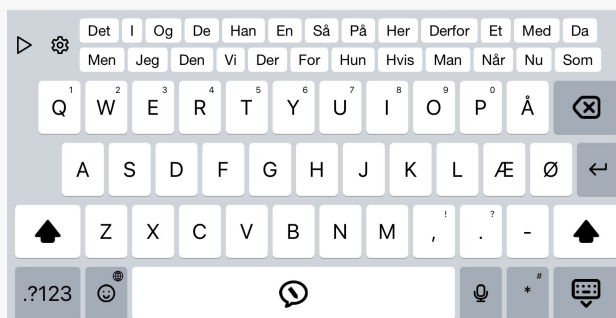 Det I Og De Han En Så På Her Derfor Et Med Da
Men Jeg Den Vi Der For Hun Hvis Man Når Nu Som
1 2 3 4 5 6 7 8 9 0
Q W E R T Y U I O P Å
A S D F G H J K L Æ Ø
! ?
Z X C V B N M , . -
#
.?123 *